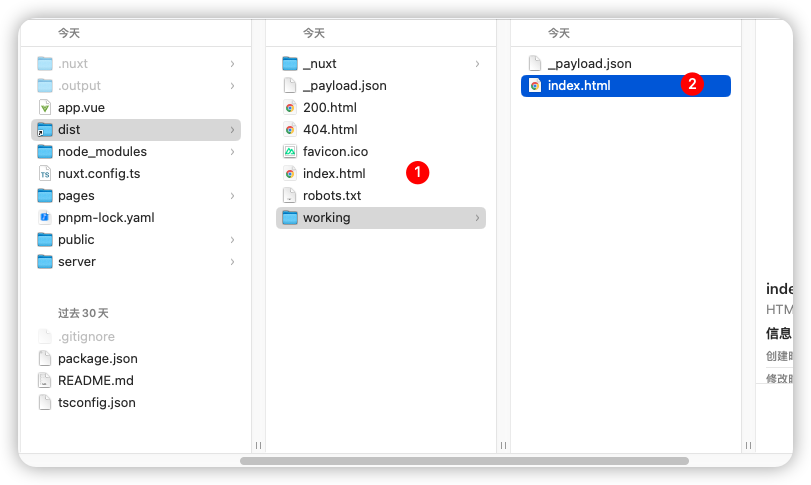 今天
.nuxt
.output
app.vue
dist
node_modules
nuxt.config.ts
pages
pnpm-lock.yaml
public
server
过去 30 天
.gitignore
package.json
README.md
tsconfig.json
今天
_nuxt
_payload.json
200.html
404.html
favicon.ico
index.html
1
robots.txt
working
今天
_payload.json
index.html
2
inde
HTM
信息
创建时
修改时